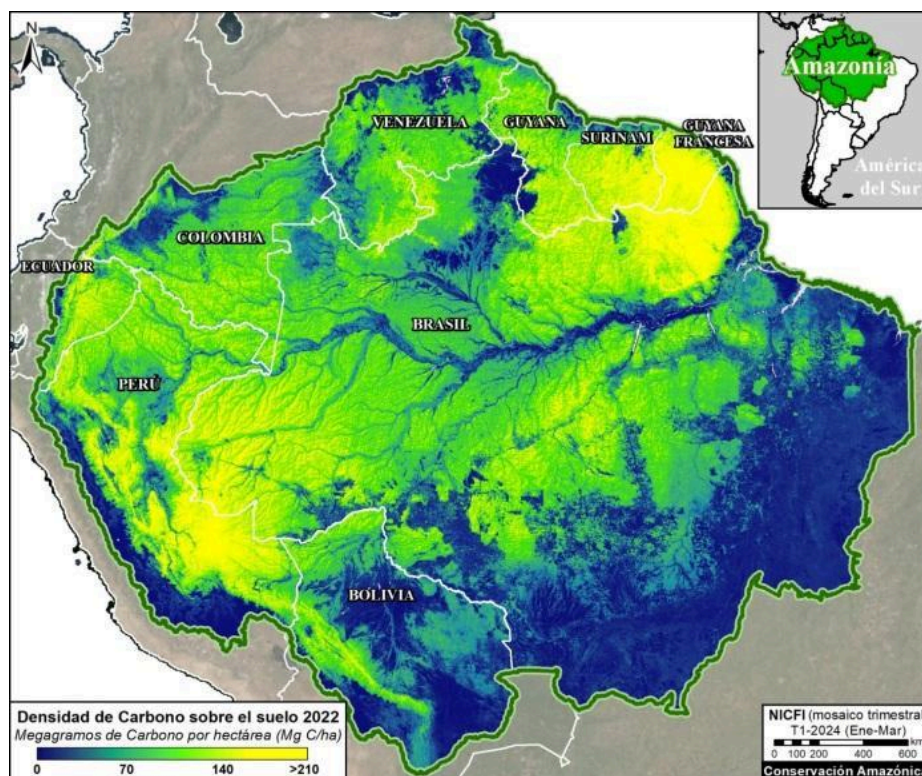 N
VENEZUELA
GUYANA
SURINAM
GUYANA
FRANCESA
COLOMBIA
ECUADOR
BRASIL
PERÚ
BOLIVIA
Amazonía
América
del Sur
Densidad de Carbono sobre el suelo 2022
Megagramos de Carbono por hectárea (Mg C/ha)
0 70 140 >210
NICFI (mosaico trimestral)
T1-2024 (Ene-Mar)
km
0 100 200 400 600
Conservación Amazónica